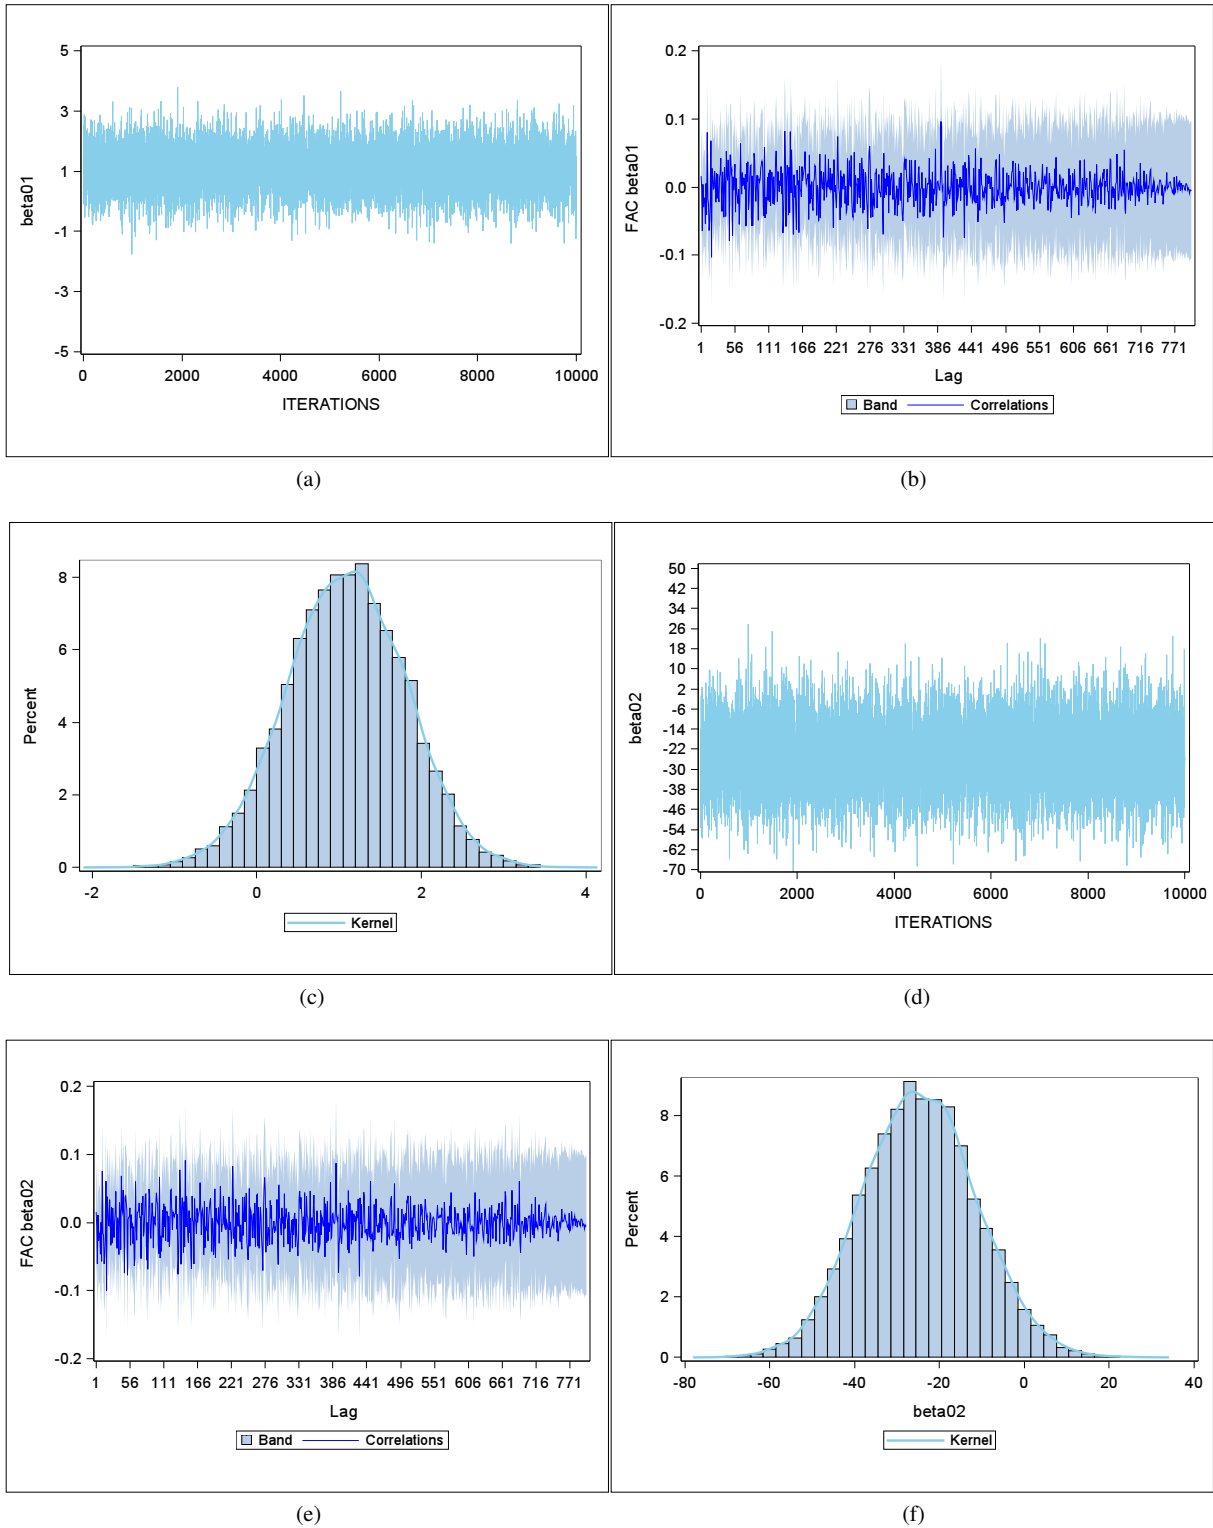 5
3
1
-1
-3
-5
beta01
0 2000 4000 6000 8000 10000
ITERATIONS
(a)
0.2
0.1
0.0
-0.1
-0.2
FAC beta01
1 56 111 166 221 276 331 386 441 496 551 606 661 716 771
Lag
Band Correlations
(b)
8
6
4
2
0
Percent
-2 0 2 4
Kernel
(c)
50
42
34
26
18
10
2
-6
-14
-22
-30
-38
-46
-54
-62
-70
beta02
0 2000 4000 6000 8000 10000
ITERATIONS
(d)
0.2
0.1
0.0
-0.1
-0.2
FAC beta02
1 56 111 166 221 276 331 386 441 496 551 606 661 716 771
Lag
Band Correlations
(e)
8
6
4
2
0
Percent
-80 -60 -40 -20 0 20 40
beta02
Kernel
(f)